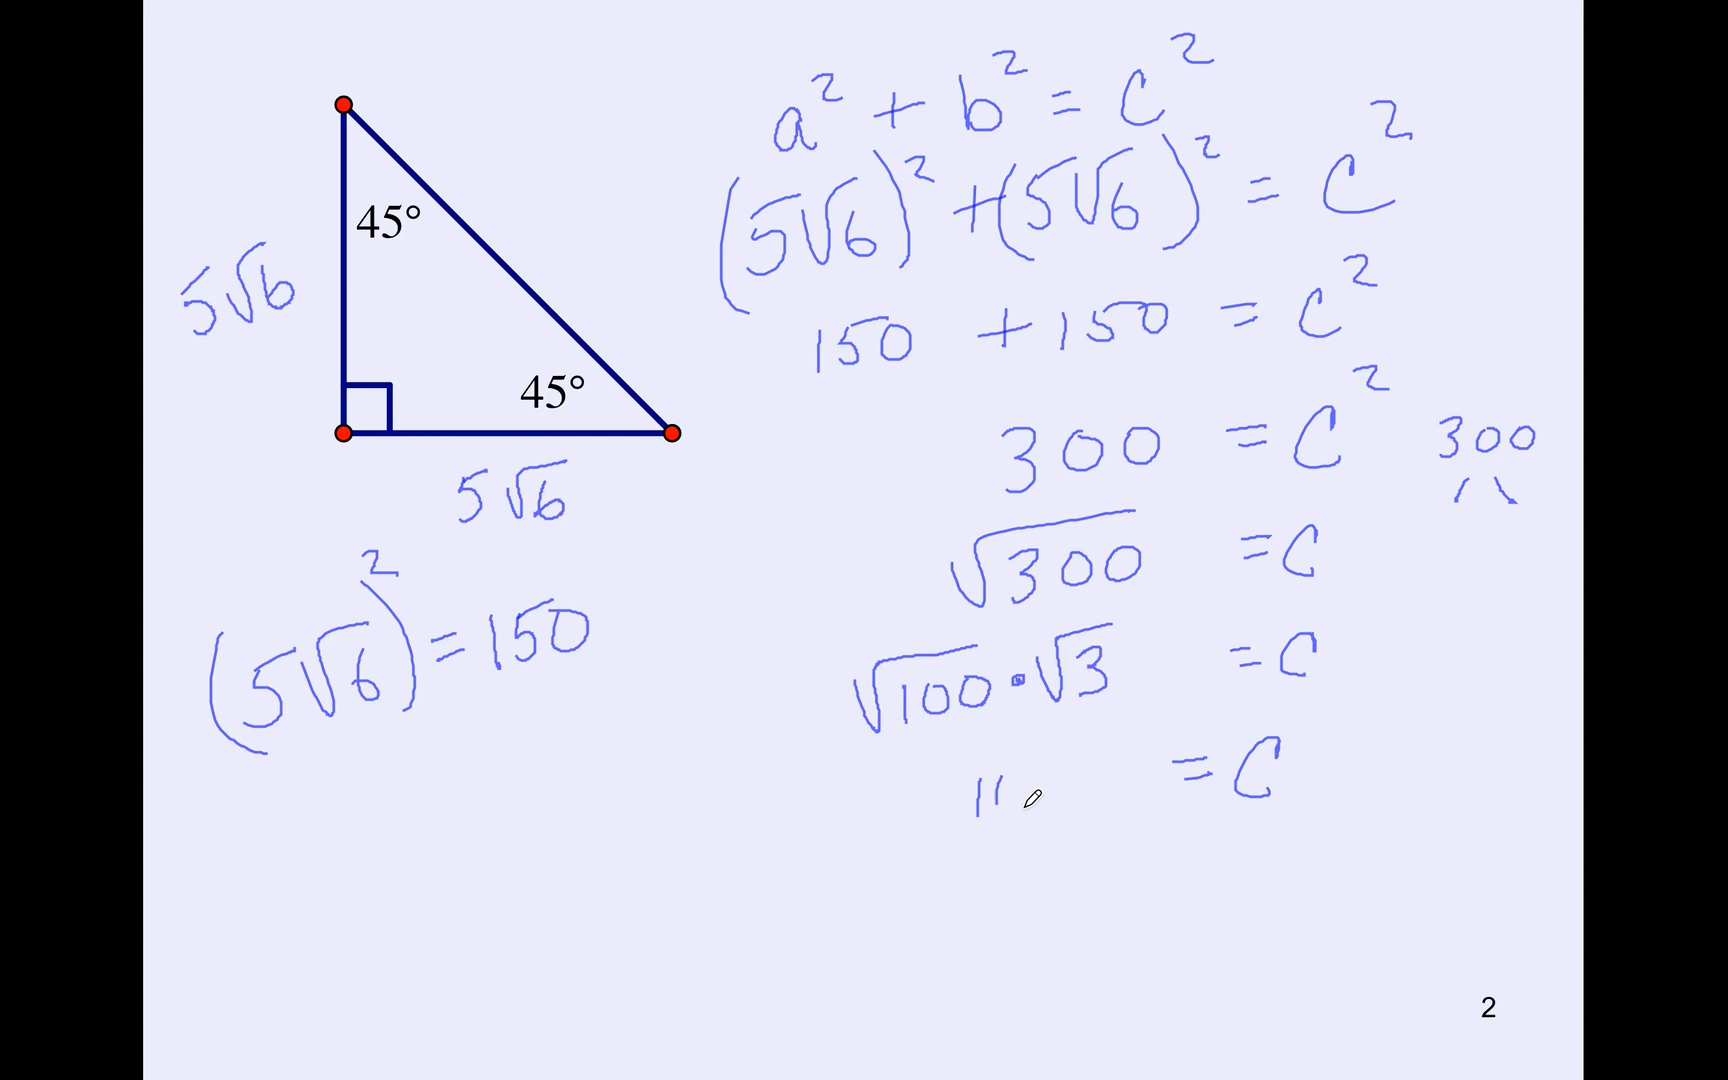 a² + b² = c²
(5√6)² + (5√6)² = c²
45°
5√6
150 + 150 = c²
45°
300 = c²
300
5√6
√300 = c
(5√6)² = 150
√100 · √3 = c
= c
2